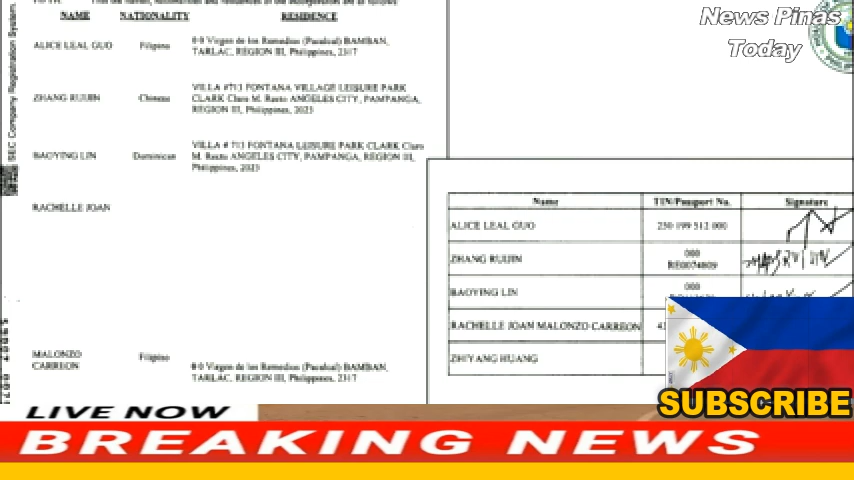 News Pinas
Today
SEC Company Registration System
NAME NATIONALITY RESIDENCE
ALICE LEAL GUO Filipino 0 0 Virgen de los Remedios (Pacalcal) BAMBAN,
TARLAC, REGION III, Philippines, 2317
ZHANG RUIJIN Chinese VILLA #713 FONTANA VILLAGE LEISURE PARK
CLARK Claro M. Recto ANGELES CITY, PAMPANGA,
REGION III, Philippines, 2023
BAOYING LIN Dominican VILLA # 713 FONTANA LEISURE PARK CLARK Claro
M. Recto ANGELES CITY, PAMPANGA, REGION III,
Philippines, 2023
RACHELLE JOAN
MALONZO
CARREON Filipino
0 0 Virgen de los Remedios (Pacalcal) BAMBAN,
TARLAC, REGION III, Philippines, 2317
Name TIN/Passport No. Signature
ALICE LEAL GUO 250 199 512 000
ZHANG RUIJIN 000
RE0074809
BAOYING LIN 000
RACHELLE JOAN MALONZO CARREON
ZHIYANG HUANG
SUBSCRIBE
LIVE NOW
BREAKING NEWS